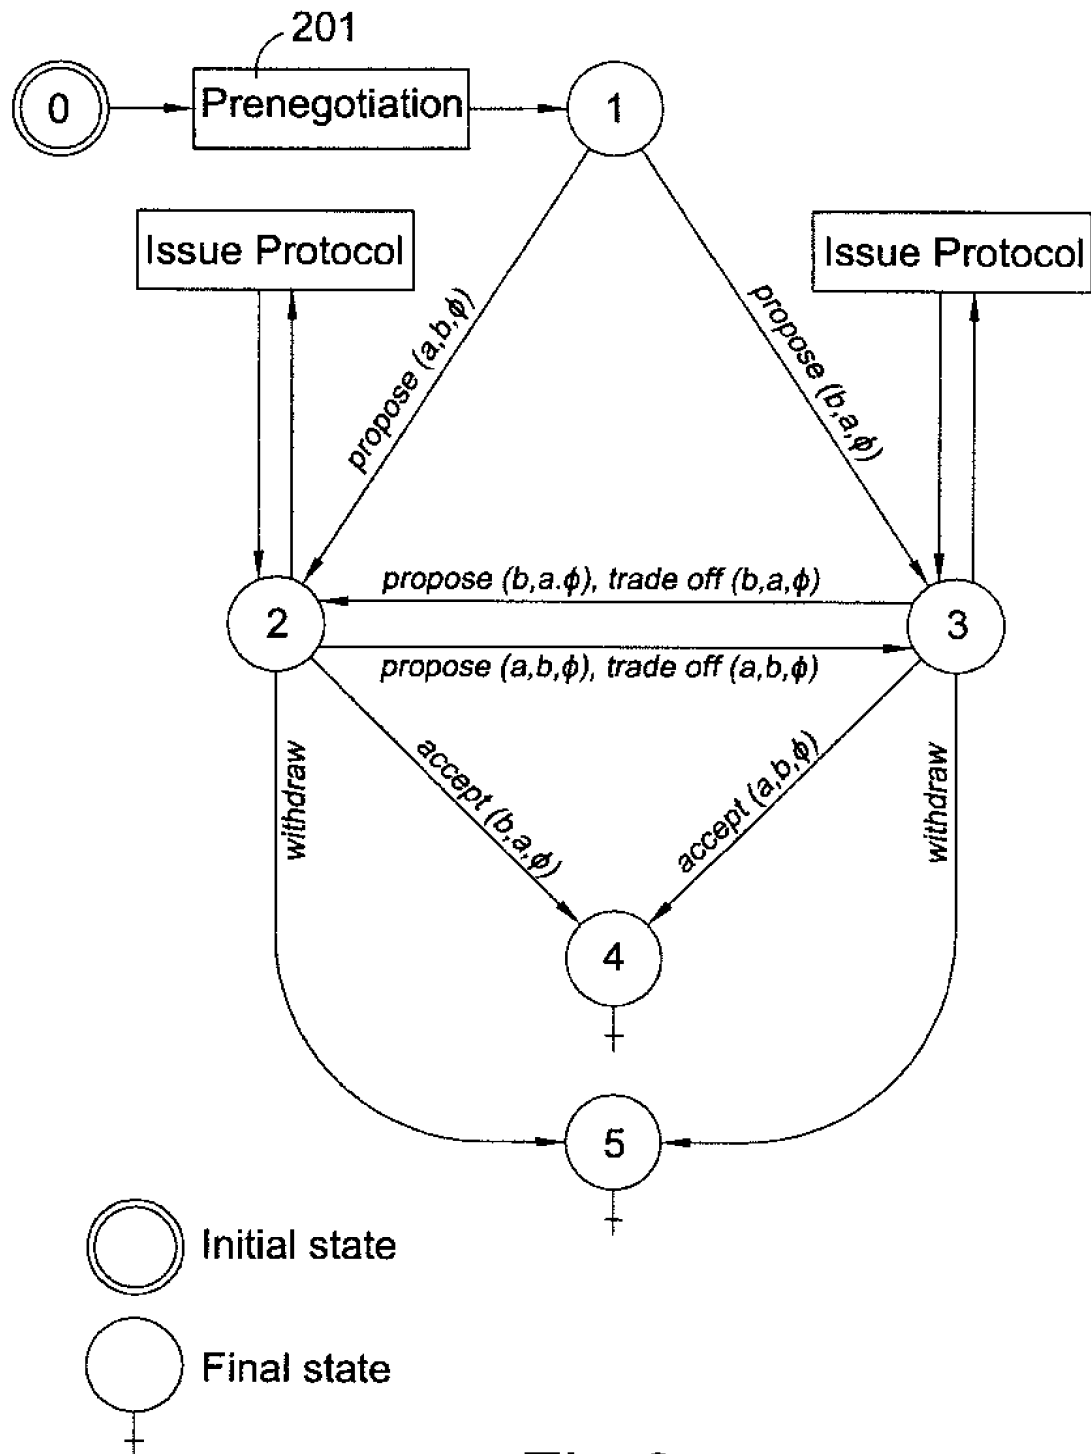 201
0
Prenegotiation
1
Issue Protocol
Issue Protocol
propose (a,b,ϕ)
propose (b,a,ϕ)
propose (b,a.ϕ), trade off (b,a,ϕ)
2
3
propose (a,b,ϕ), trade off (a,b,ϕ)
withdraw
accept (b,a,ϕ)
accept (a,b,ϕ)
withdraw
4
5
Initial state
Final state